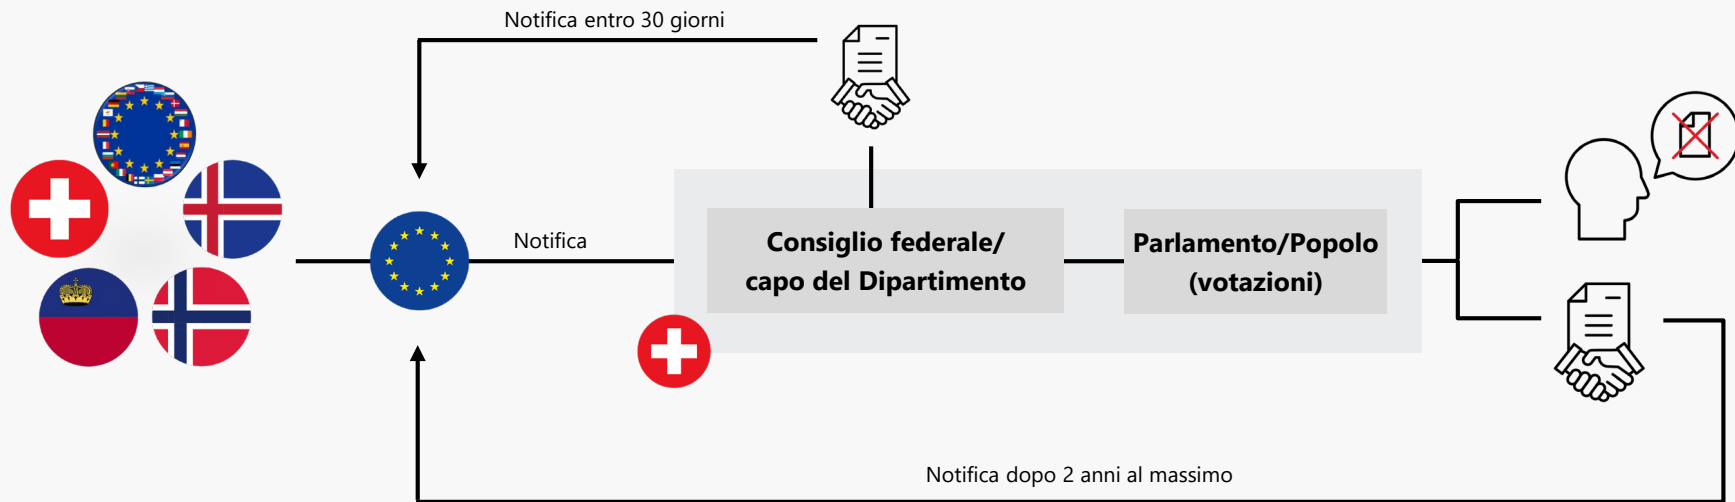 Notifica entro 30 giorni
Notifica
Consiglio federale/
capo del Dipartimento
Parlamento/Popolo
(votazioni)
Notifica dopo 2 anni al massimo